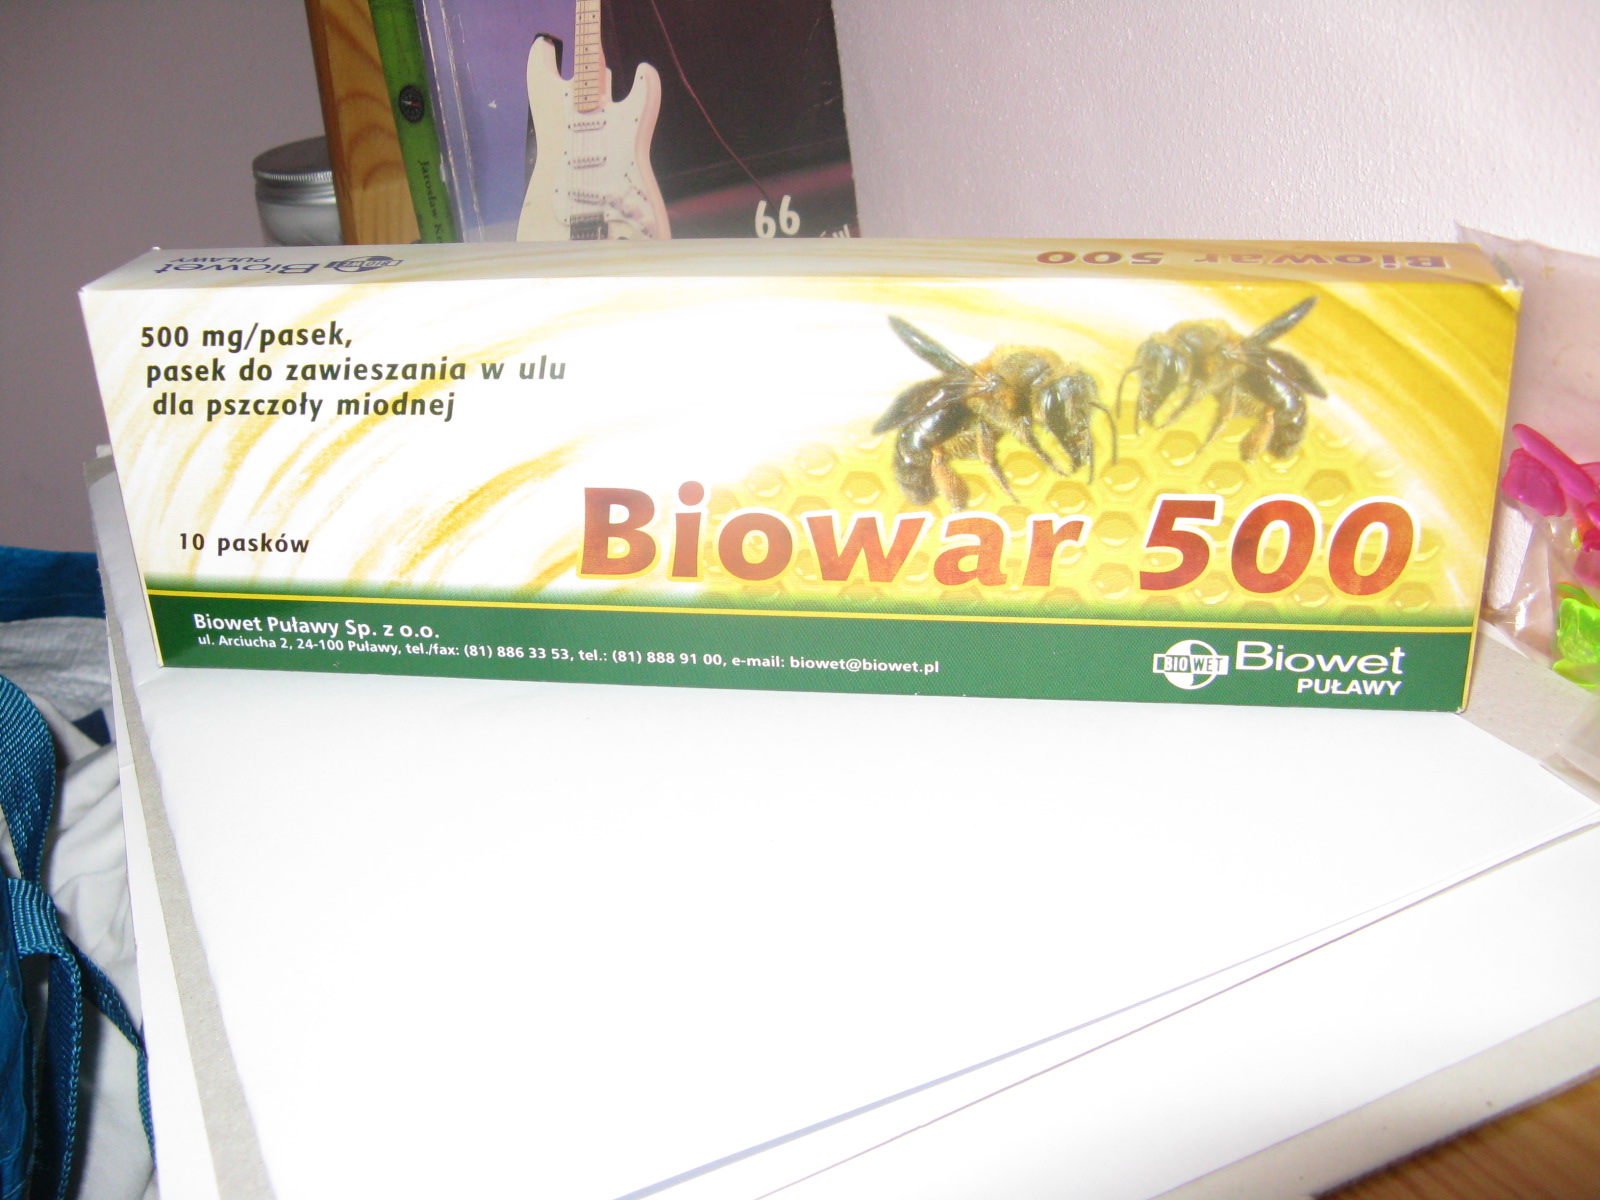 Jarosław
66
Biowet
PUŁAWY
BIOWET
Biowar 500
500 mg/pasek,
pasek do zawieszania w ulu
dla pszczoły miodnej
10 pasków
Biowar 500
Biowet Puławy Sp. z o.o.
ul. Arciucha 2, 24-100 Puławy, tel./fax: (81) 886 33 53, tel.: (81) 888 91 00, e-mail: biowet@biowet.pl
BIOWET Biowet
PUŁAWY